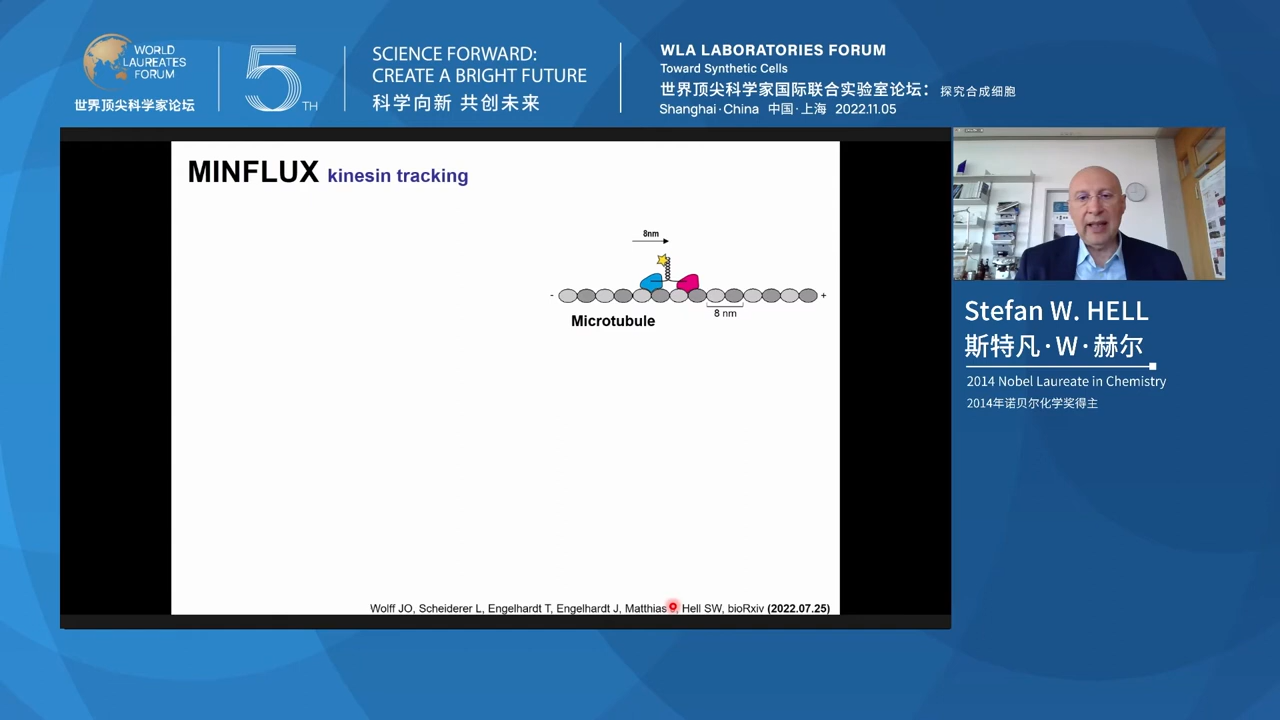 WORLD
LAUREATES
FORUM
世界顶尖科学家论坛
5TH
SCIENCE FORWARD:
CREATE A BRIGHT FUTURE
科学向新 共创未来
WLA LABORATORIES FORUM
Toward Synthetic Cells
世界顶尖科学家国际联合实验室论坛：探究合成细胞
Shanghai·China 中国·上海 2022.11.05
MINFLUX kinesin tracking
8nm
- +
8 nm
Microtubule
Wolff JO, Scheiderer L, Engelhardt T, Engelhardt J, Matthias Hell SW, bioRxiv (2022.07.25)
Stefan W. HELL
斯特凡·W·赫尔
2014 Nobel Laureate in Chemistry
2014年诺贝尔化学奖得主